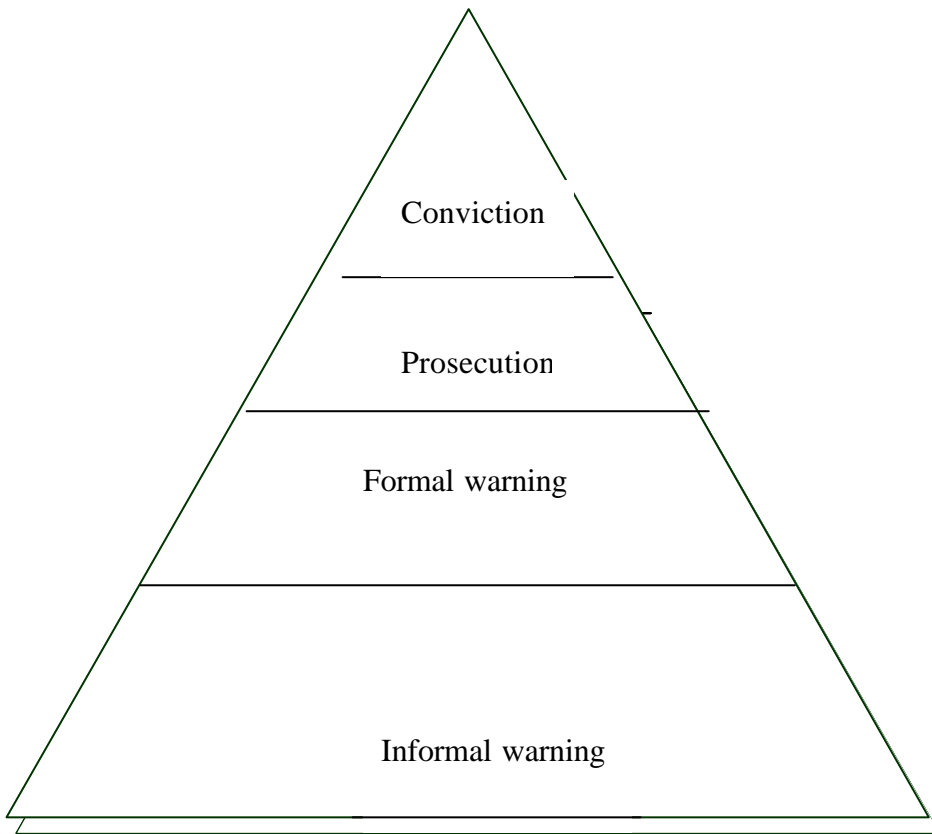 Conviction
Prosecution
Formal warning
Informal warning